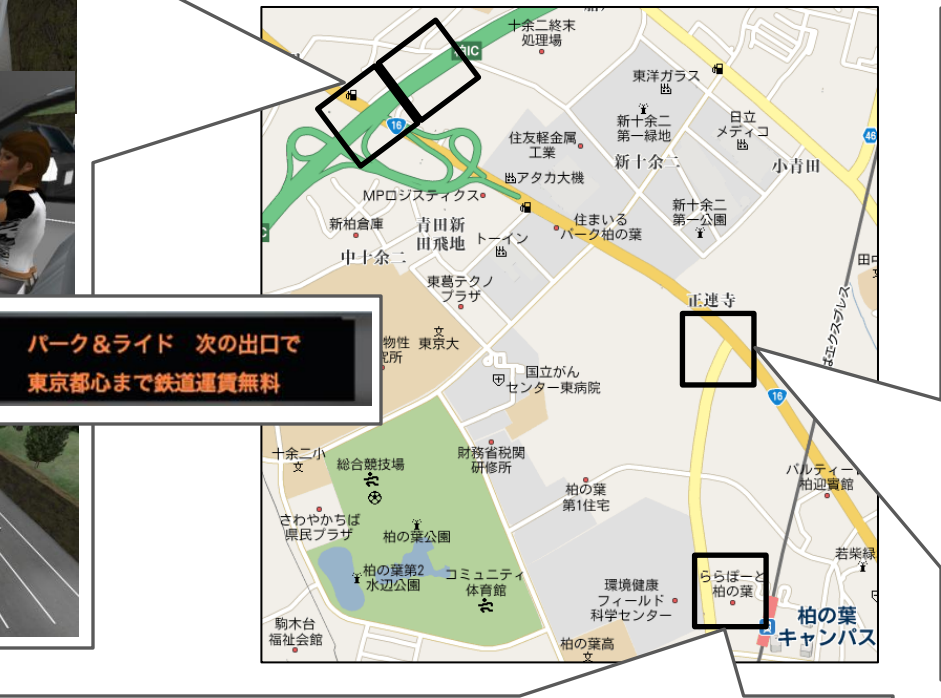 十余二終末
処理場
柏IC
東洋ガラス
16
新十余二
第一緑地
日立
メディコ
46
住友軽金属
工業
新十余二
小青田
アタカ大機
MPロジスティクス
新十余二
第一公園
新柏倉庫
青田新
田飛地
住まいる
パーク柏の葉
トーイン
中十余二
田中
東葛テクノ
プラザ
正連寺
パーク&ライド 次の出口で
東京都心まで鉄道運賃無料
物性
東京大
国立がん
センター東病院
16
十余二小
総合競技場
財務省税関
研修所
柏の葉
第1住宅
柏迎賓館
さわやかちば
県民プラザ
柏の葉公園
若柴緑
柏の葉第2
水辺公園
コミュニティ
体育館
ららぽーと
柏の葉
環境健康
フィールド
科学センター
柏の葉
キャンパス
駒木台
福祉会館
柏の葉高